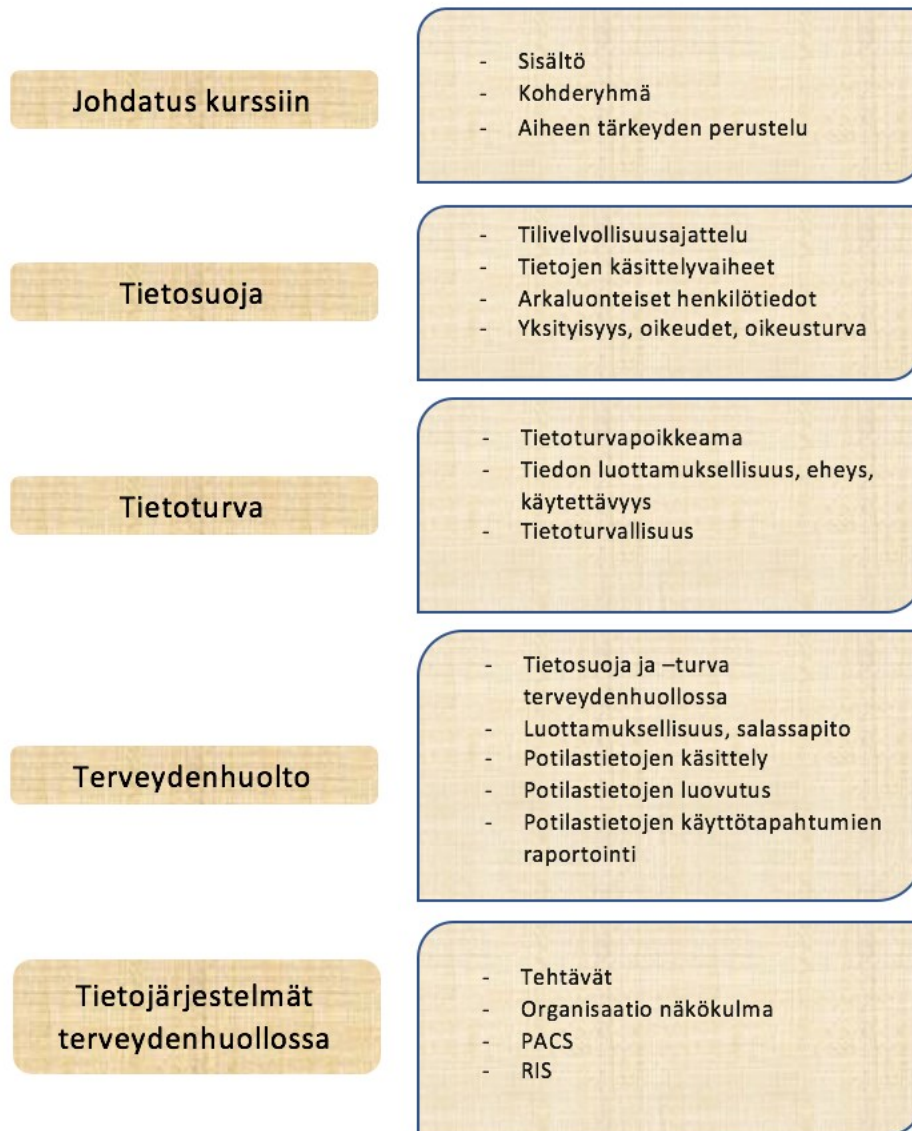 Johdatus kurssiin
- Sisältö
- Kohderyhmä
- Aiheen tärkeyden perustelu
Tietosuoja
- Tilivelvollisuusajattelu
- Tietojen käsittelyvaiheet
- Arkaluonteiset henkilötiedot
- Yksityisyys, oikeudet, oikeusturva
Tietoturva
- Tietoturvapoikkeama
- Tiedon luottamuksellisuus, eheys,
käytettävyys
- Tietoturvallisuus
Terveydenhuolto
- Tietosuoja ja –turva
terveydenhuollossa
- Luottamuksellisuus, salassapito
- Potilastietojen käsittely
- Potilastietojen luovutus
- Potilastietojen käyttötapahtumien
raportointi
Tietojärjestelmät
terveydenhuollossa
- Tehtävät
- Organisaatio näkökulma
- PACS
- RIS